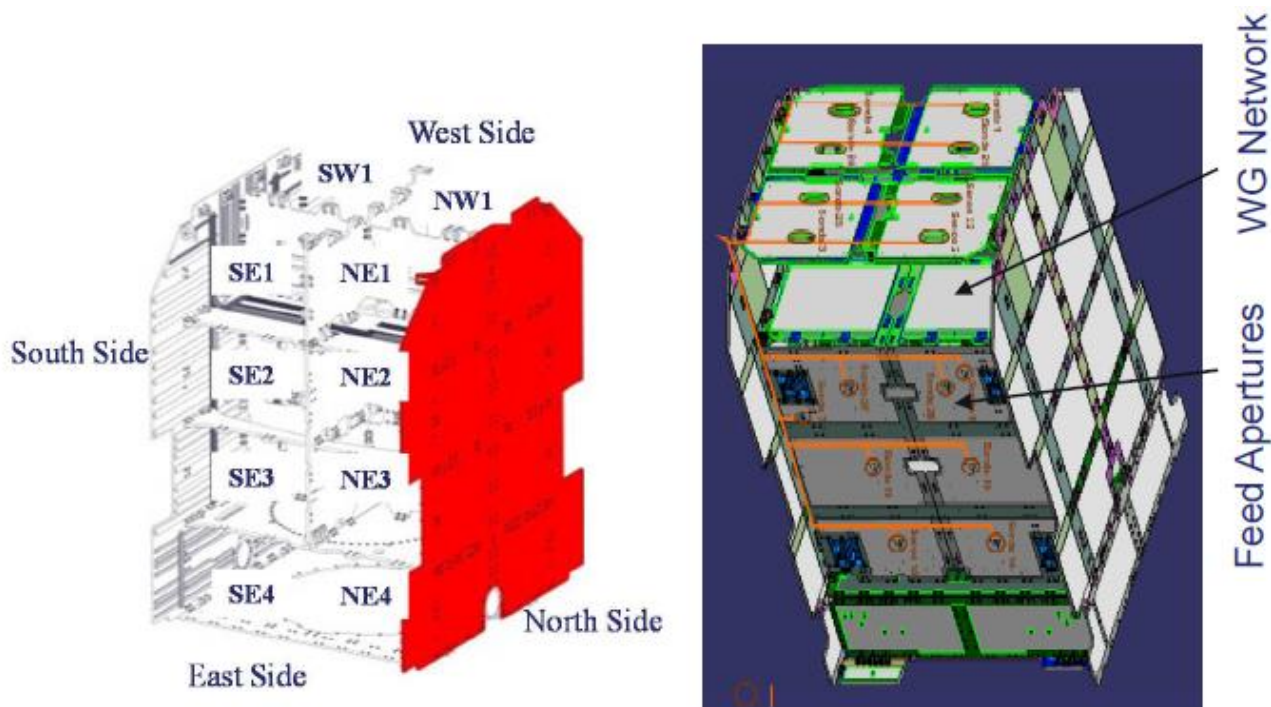 West Side
SW1
NW1
SE1
NE1
South Side
SE2
NE2
SE3
NE3
SE4
NE4
North Side
East Side
WG Network
Feed Apertures